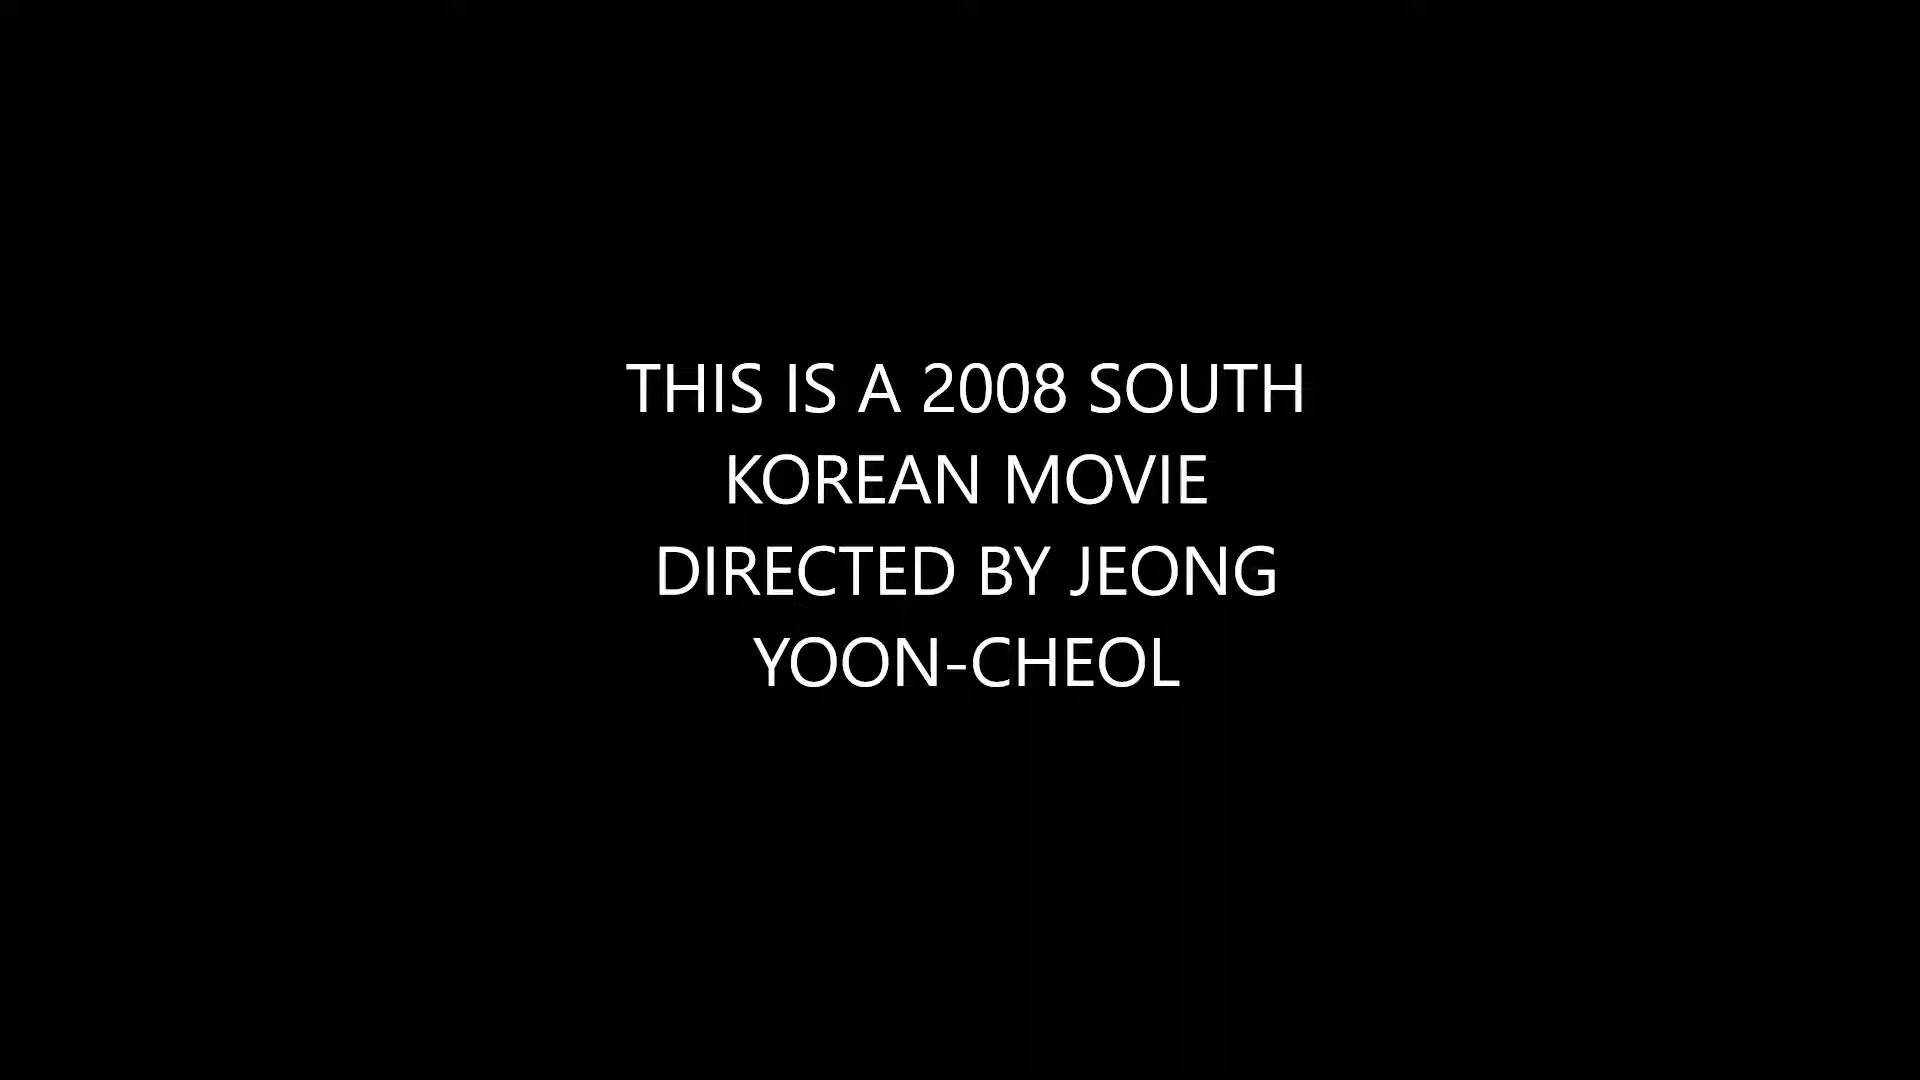 THIS IS A 2008 SOUTH
KOREAN MOVIE
DIRECTED BY JEONG
YOON-CHEOL